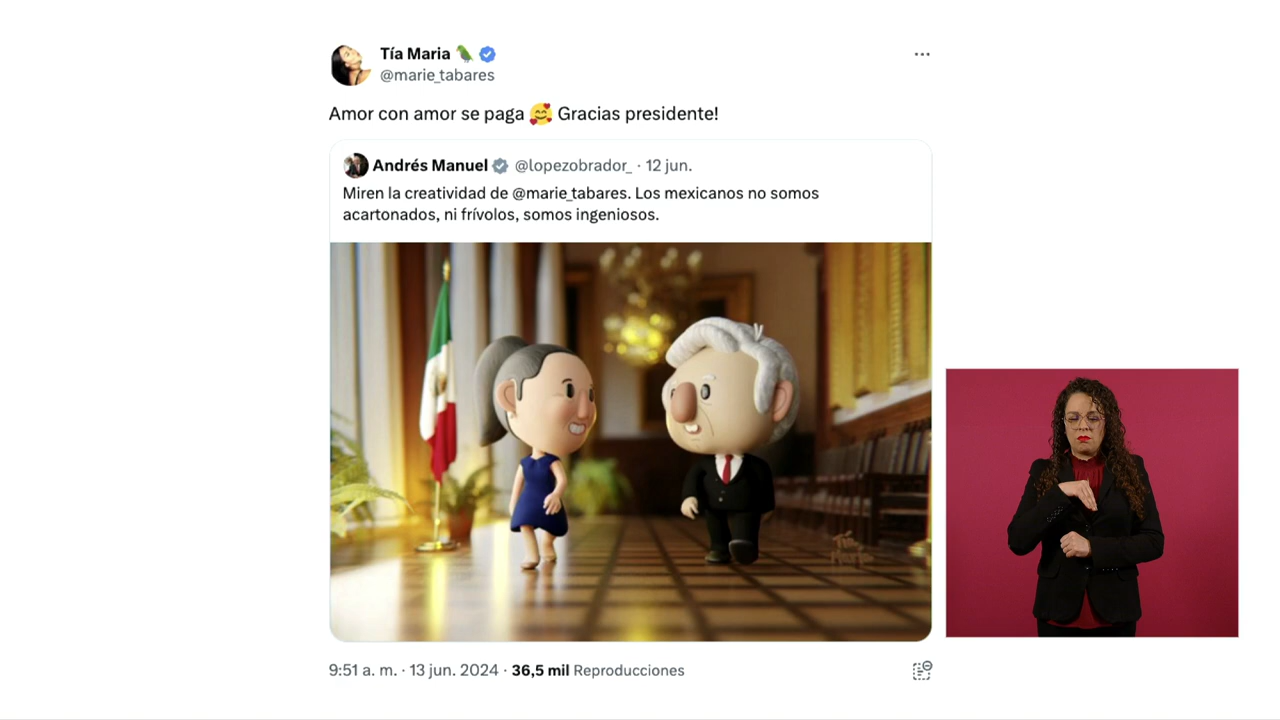 Tía Maria
@marie_tabares
Amor con amor se paga 🥰 Gracias presidente!
Andrés Manuel @lopezobrador_ · 12 jun.
Miren la creatividad de @marie_tabares. Los mexicanos no somos
acartonados, ni frívolos, somos ingeniosos.
9:51 a. m. · 13 jun. 2024 · 36,5 mil Reproducciones